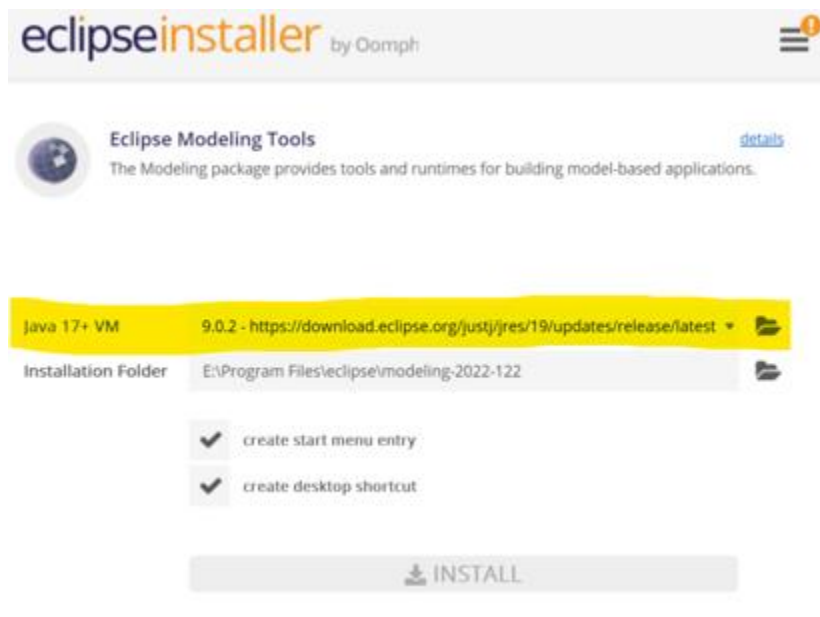 eclipseinstaller by Oomph
Eclipse Modeling Tools details
The Modeling package provides tools and runtimes for building model-based applications.
Java 17+ VM 9.0.2 - https://download.eclipse.org/justj/jres/19/updates/release/latest
Installation Folder E:\Program Files\eclipse\modeling-2022-122
create start menu entry
create desktop shortcut
INSTALL